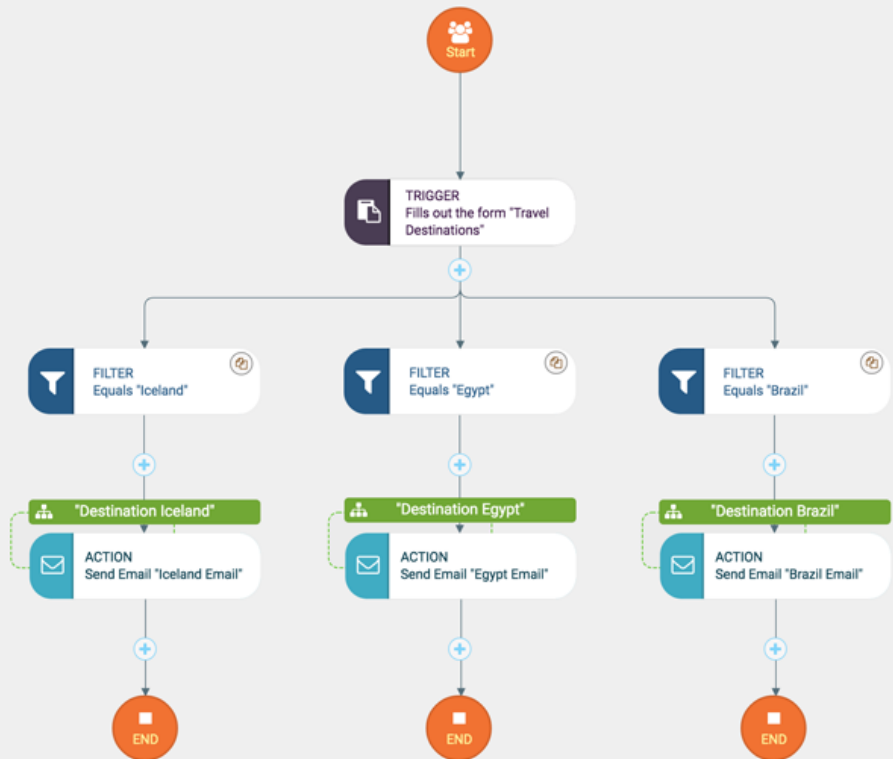 Start
TRIGGER
Fills out the form "Travel
Destinations"
FILTER
Equals "Iceland"
FILTER
Equals "Egypt"
FILTER
Equals "Brazil"
"Destination Iceland"
"Destination Egypt"
"Destination Brazil"
ACTION
Send Email "Iceland Email"
ACTION
Send Email "Egypt Email"
ACTION
Send Email "Brazil Email"
END
END
END